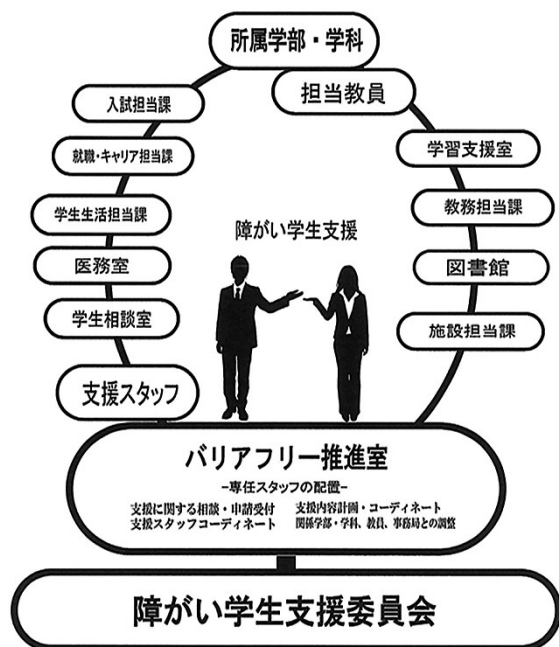 所属学部・学科
担当教員
入試担当課
就職・キャリア担当課
学生生活担当課
医務室
学生相談室
支援スタッフ
学習支援室
教務担当課
図書館
施設担当課
障がい学生支援
バリアフリー推進室
−専任スタッフの配置−
支援に関する相談・申請受付 支援内容計画・コーディネート
支援スタッフコーディネート 関係学部・学科、教員、事務局との調整
障がい学生支援委員会